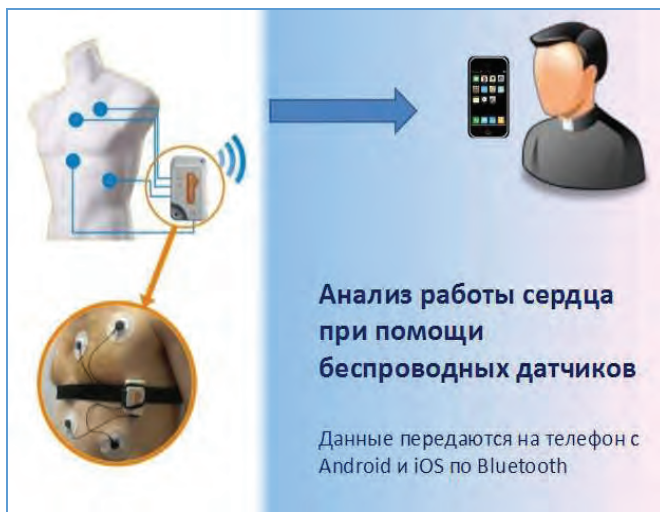 Анализ работы сердца
при помощи
беспроводных датчиков
Данные передаются на телефон с
Android и iOS по Bluetooth